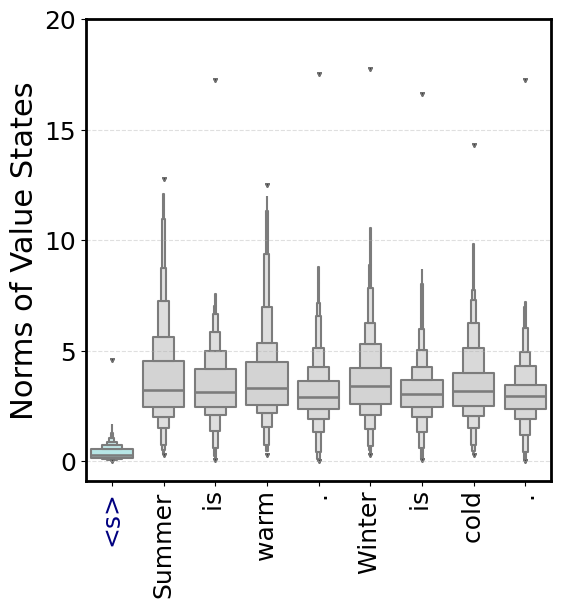 20
15
10
5
0
Norms of Value States
<s>
Summer
is
warm
.
Winter
is
cold
.